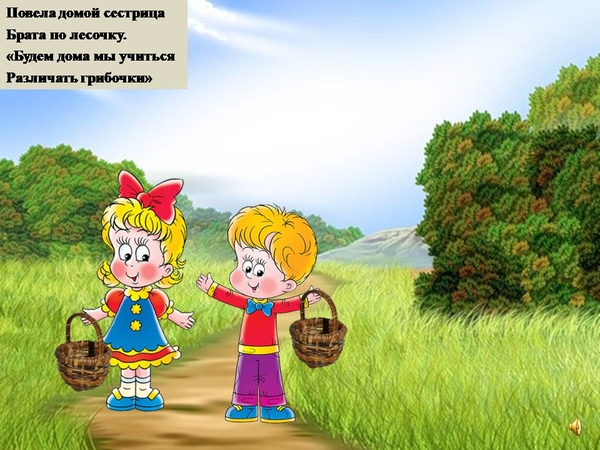 Повела домой сестрица
Брата по лесочку.
«Будем дома мы учиться
Различать грибочки»